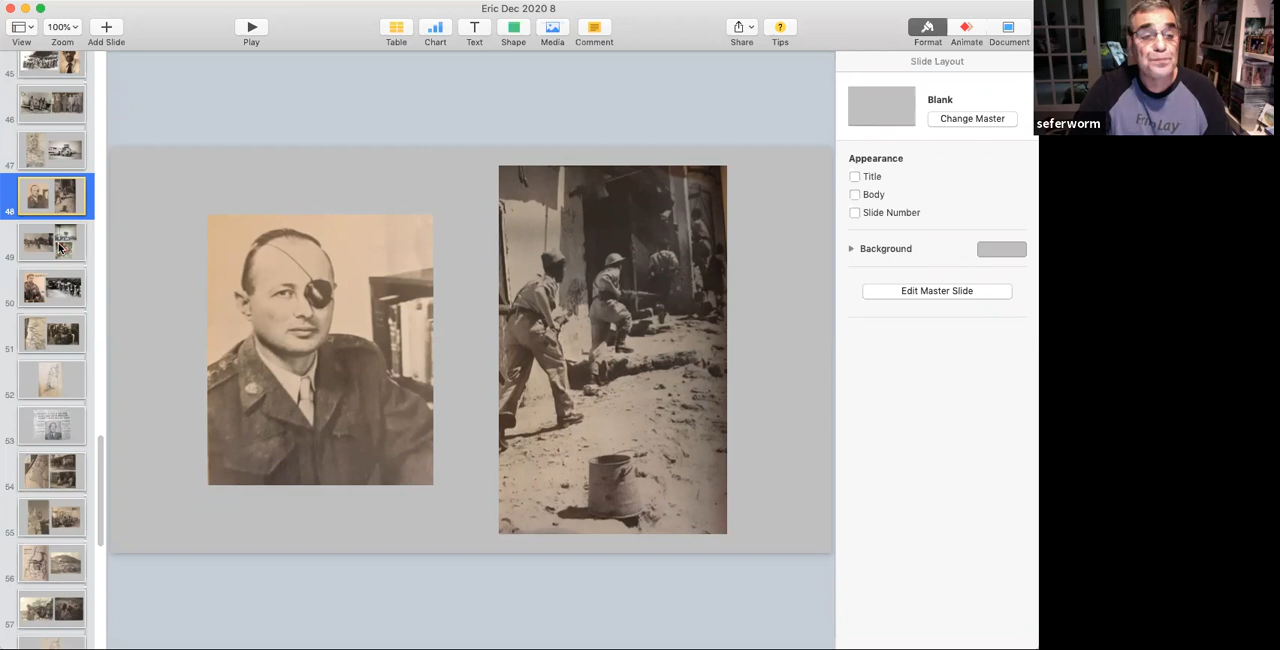 Eric Dec 2020 8
100%
View
Zoom
Add Slide
Play
Table
Chart
Text
Shape
Media
Comment
Share
Tips
Format
Animate
Document
Slide Layout
Blank
Change Master
Appearance
Title
Body
Slide Number
Background
Edit Master Slide
45
46
47
48
49
50
51
52
53
54
55
56
57
seferworm